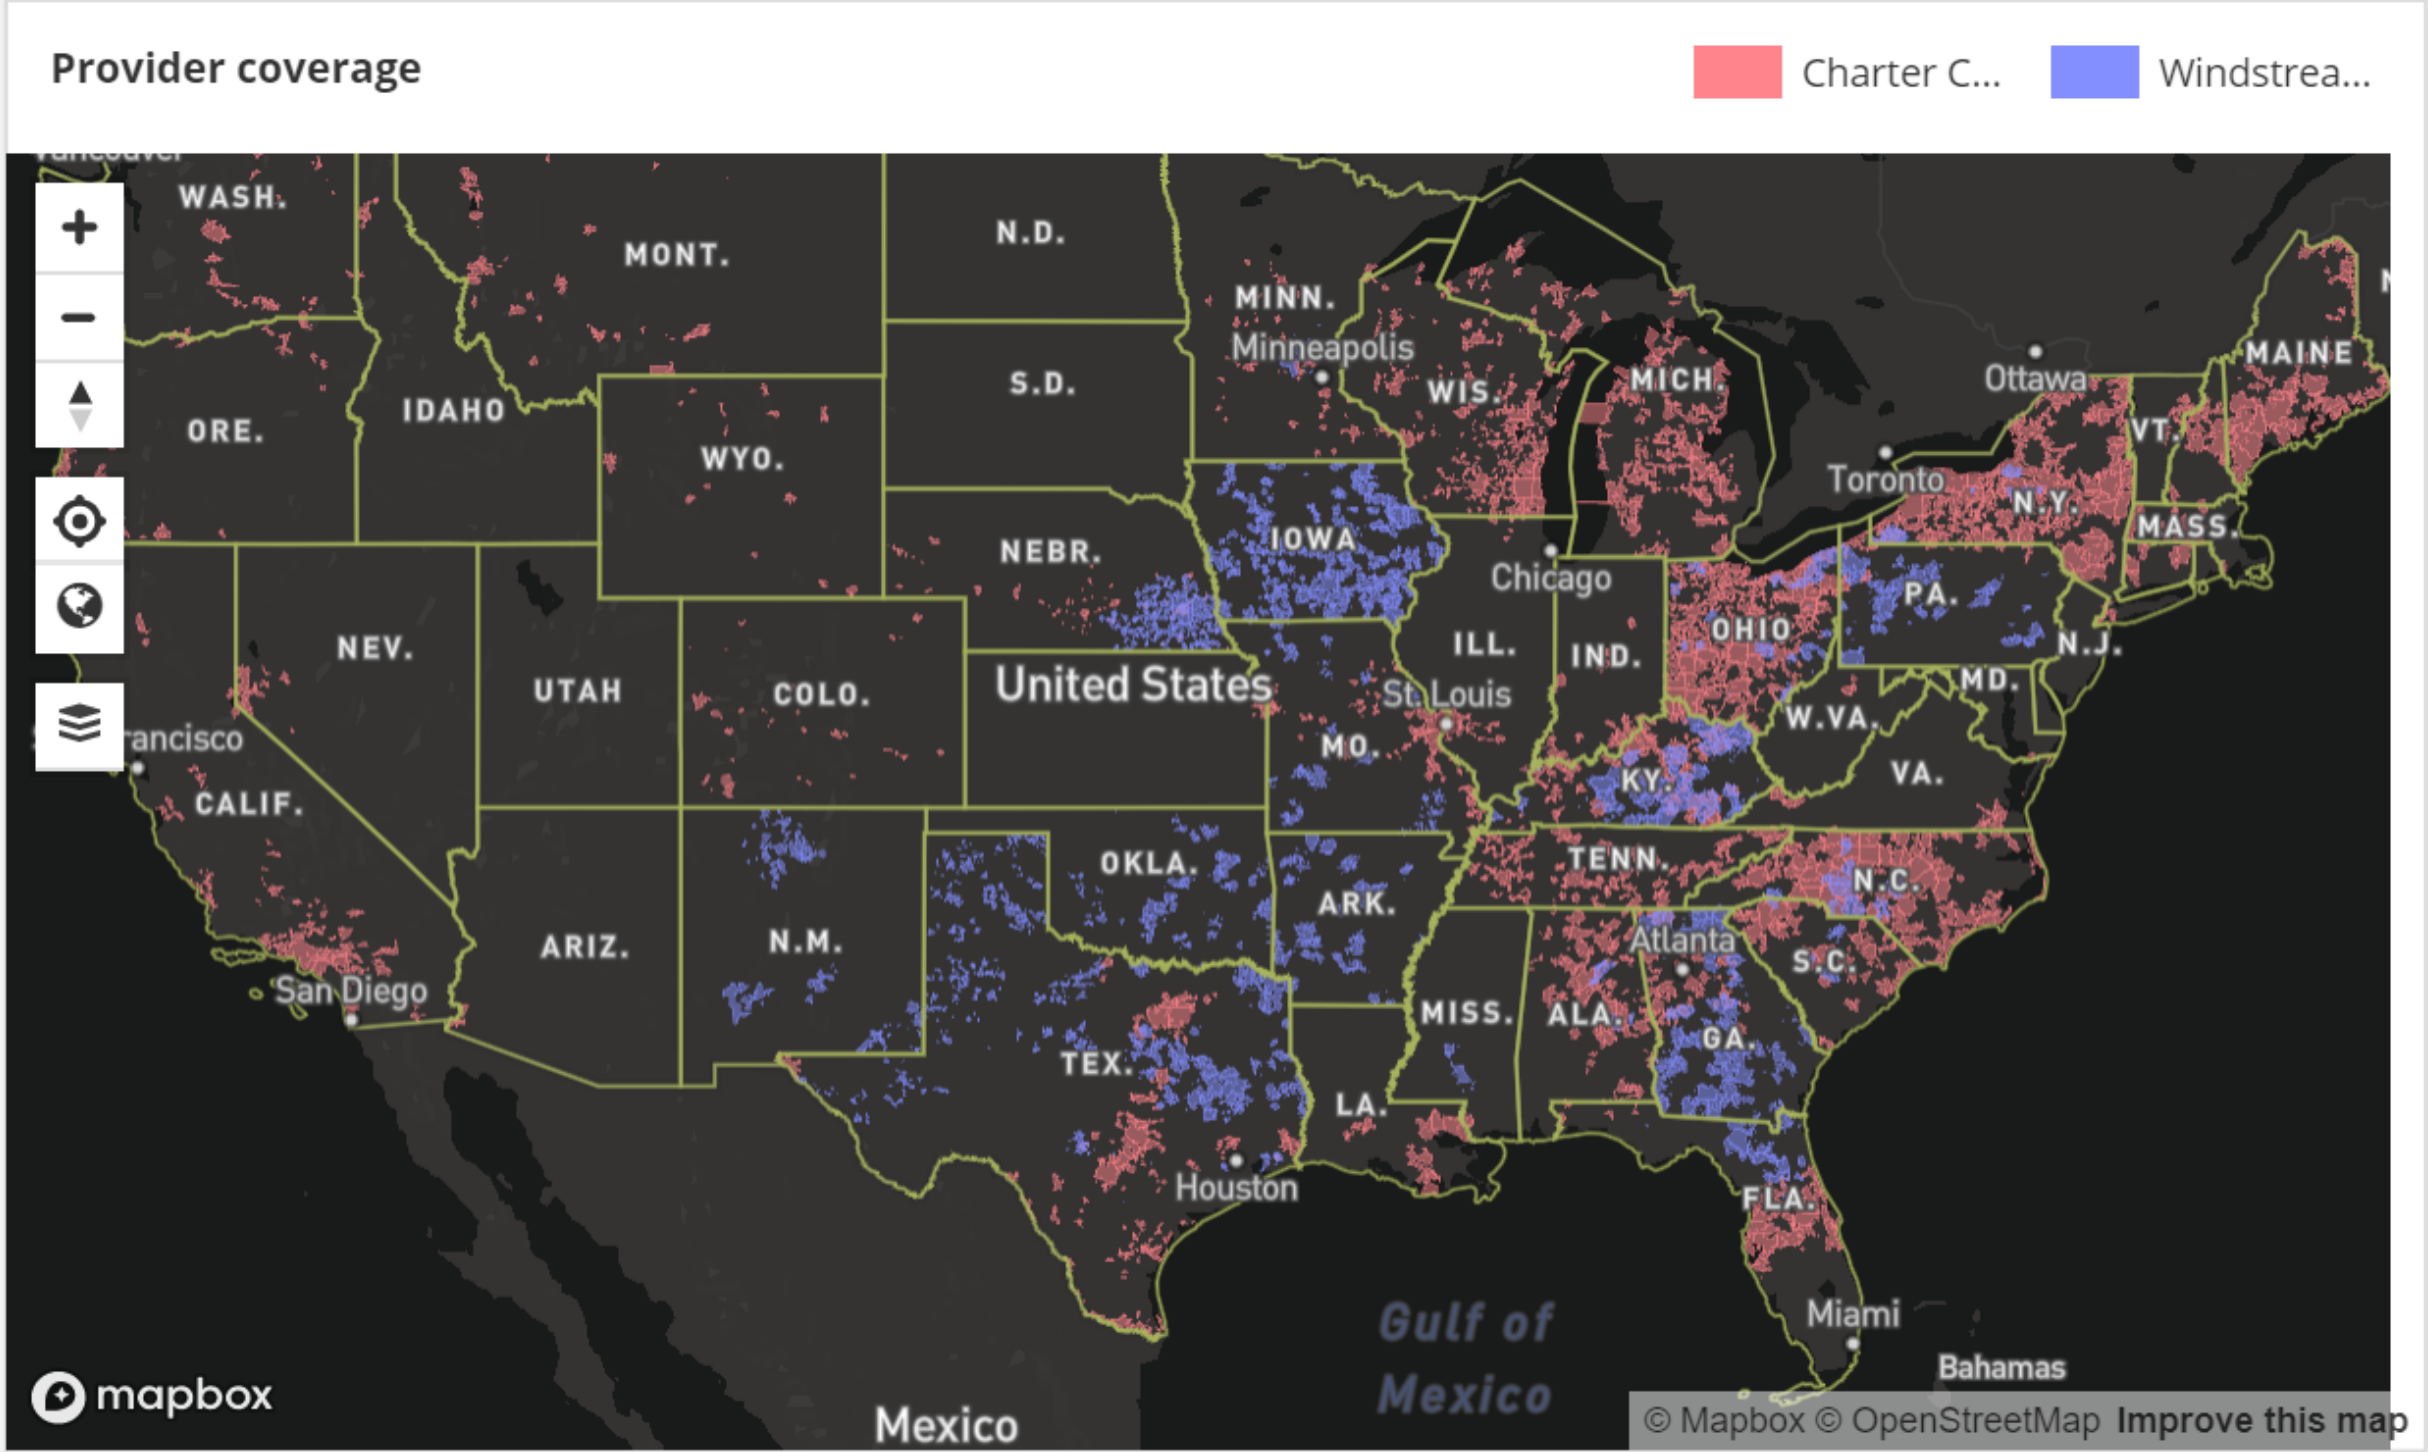 Provider coverage
Charter C...
Windstrea...
WASH.
MONT.
N.D.
MINN.
Minneapolis
S.D.
WIS.
MICH.
Ottawa
MAINE
ORE.
IDAHO
WYO.
VT.
Toronto
N.Y.
MASS.
NEBR.
IOWA
Chicago
PA.
NEV.
UTAH
COLO.
United States
ILL.
IND.
OHIO
N.J.
MD.
St. Louis
W.VA.
MO.
KY.
VA.
CALIF.
OKLA.
ARK.
TENN.
N.C.
ARIZ.
N.M.
Atlanta
S.C.
San Diego
TEX.
MISS.
ALA.
GA.
LA.
Houston
FLA.
Gulf of
Mexico
Miami
Bahamas
mapbox
Mexico
© Mapbox © OpenStreetMap Improve this map